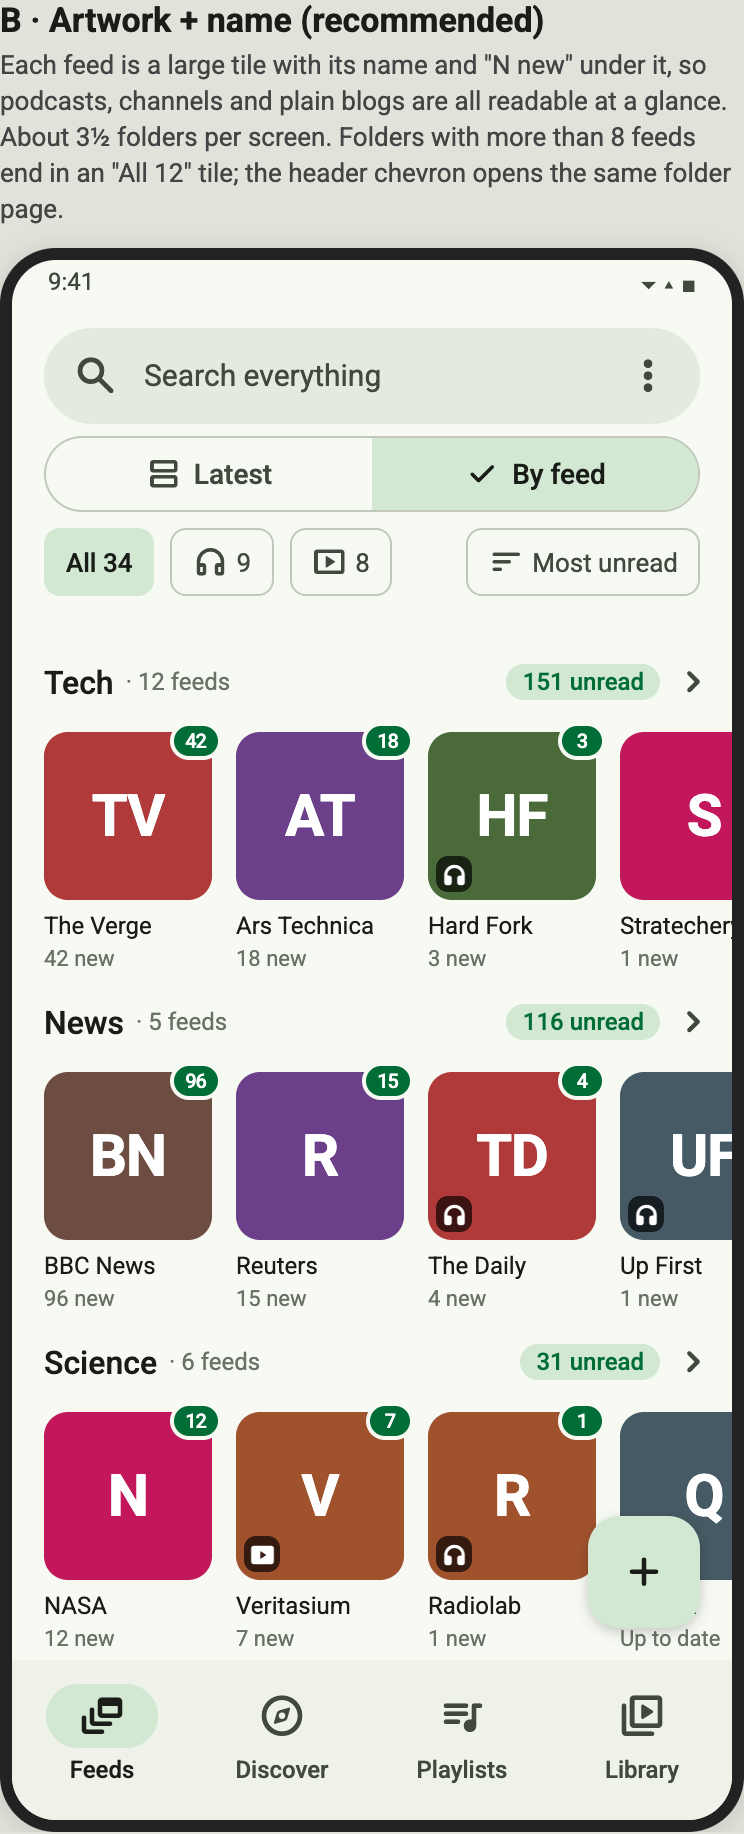 B · Artwork + name (recommended)
Each feed is a large tile with its name and "N new" under it, so
podcasts, channels and plain blogs are all readable at a glance.
About 3½ folders per screen. Folders with more than 8 feeds
end in an "All 12" tile; the header chevron opens the same folder
page.
9:41
Search everything
Latest
By feed
All 34
9
8
Most unread
Tech · 12 feeds
151 unread
42
18
3
TV
AT
HF
S
The Verge
Ars Technica
Hard Fork
Stratechery
42 new
18 new
3 new
1 new
News · 5 feeds
116 unread
96
15
4
BN
R
TD
UF
BBC News
Reuters
The Daily
Up First
96 new
15 new
4 new
1 new
Science · 6 feeds
31 unread
12
7
1
N
V
R
Q
NASA
Veritasium
Radiolab
12 new
7 new
1 new
Up to date
Feeds
Discover
Playlists
Library